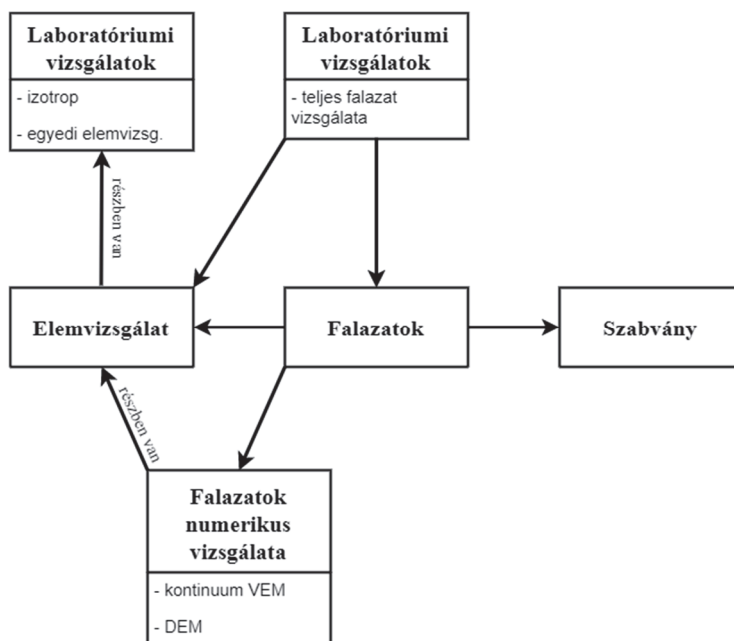 Laboratóriumi
vizsgálatok
- izotrop
- egyedi elemvizsg.
Laboratóriumi
vizsgálatok
- teljes falazat
vizsgálata
részben van
Elemvizsgálat
Falazatok
Szabvány
részben van
Falazatok
numerikus
vizsgálata
- kontinuum VEM
- DEM